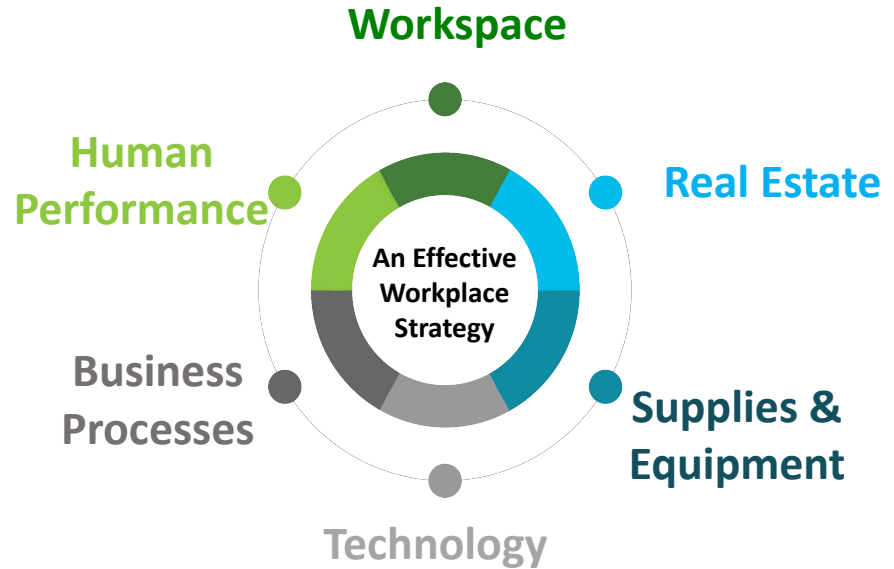 Workspace
Human
Performance
Real Estate
An Effective
Workplace
Strategy
Business
Processes
Supplies &
Equipment
Technology